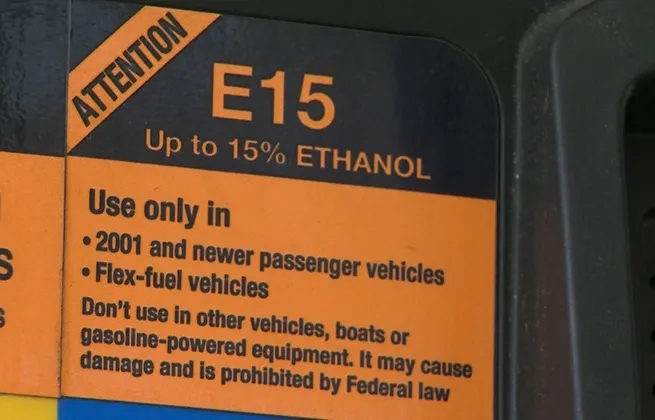 ATTENTION
E15
Up to 15% ETHANOL
Use only in
• 2001 and newer passenger vehicles
• Flex-fuel vehicles
Don't use in other vehicles, boats or
gasoline-powered equipment. It may cause
damage and is prohibited by Federal law